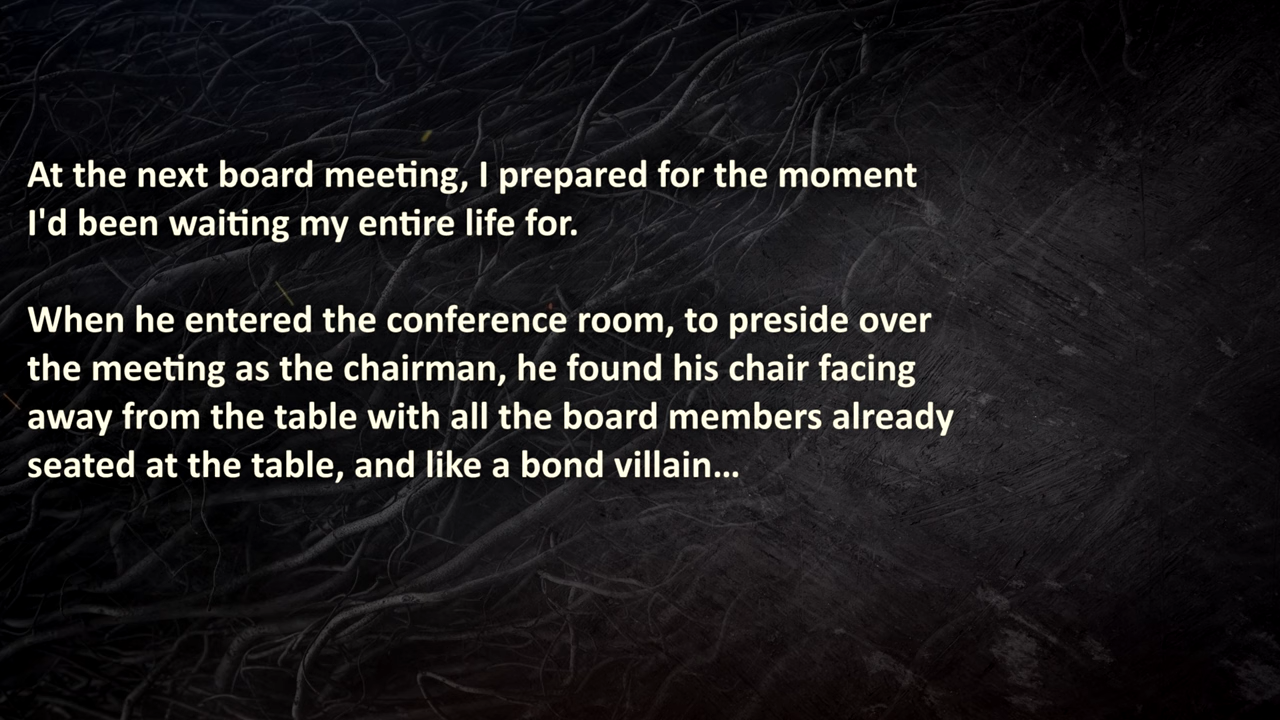 At the next board meeting, I prepared for the moment
I'd been waiting my entire life for.
When he entered the conference room, to preside over
the meeting as the chairman, he found his chair facing
away from the table with all the board members already
seated at the table, and like a bond villain...